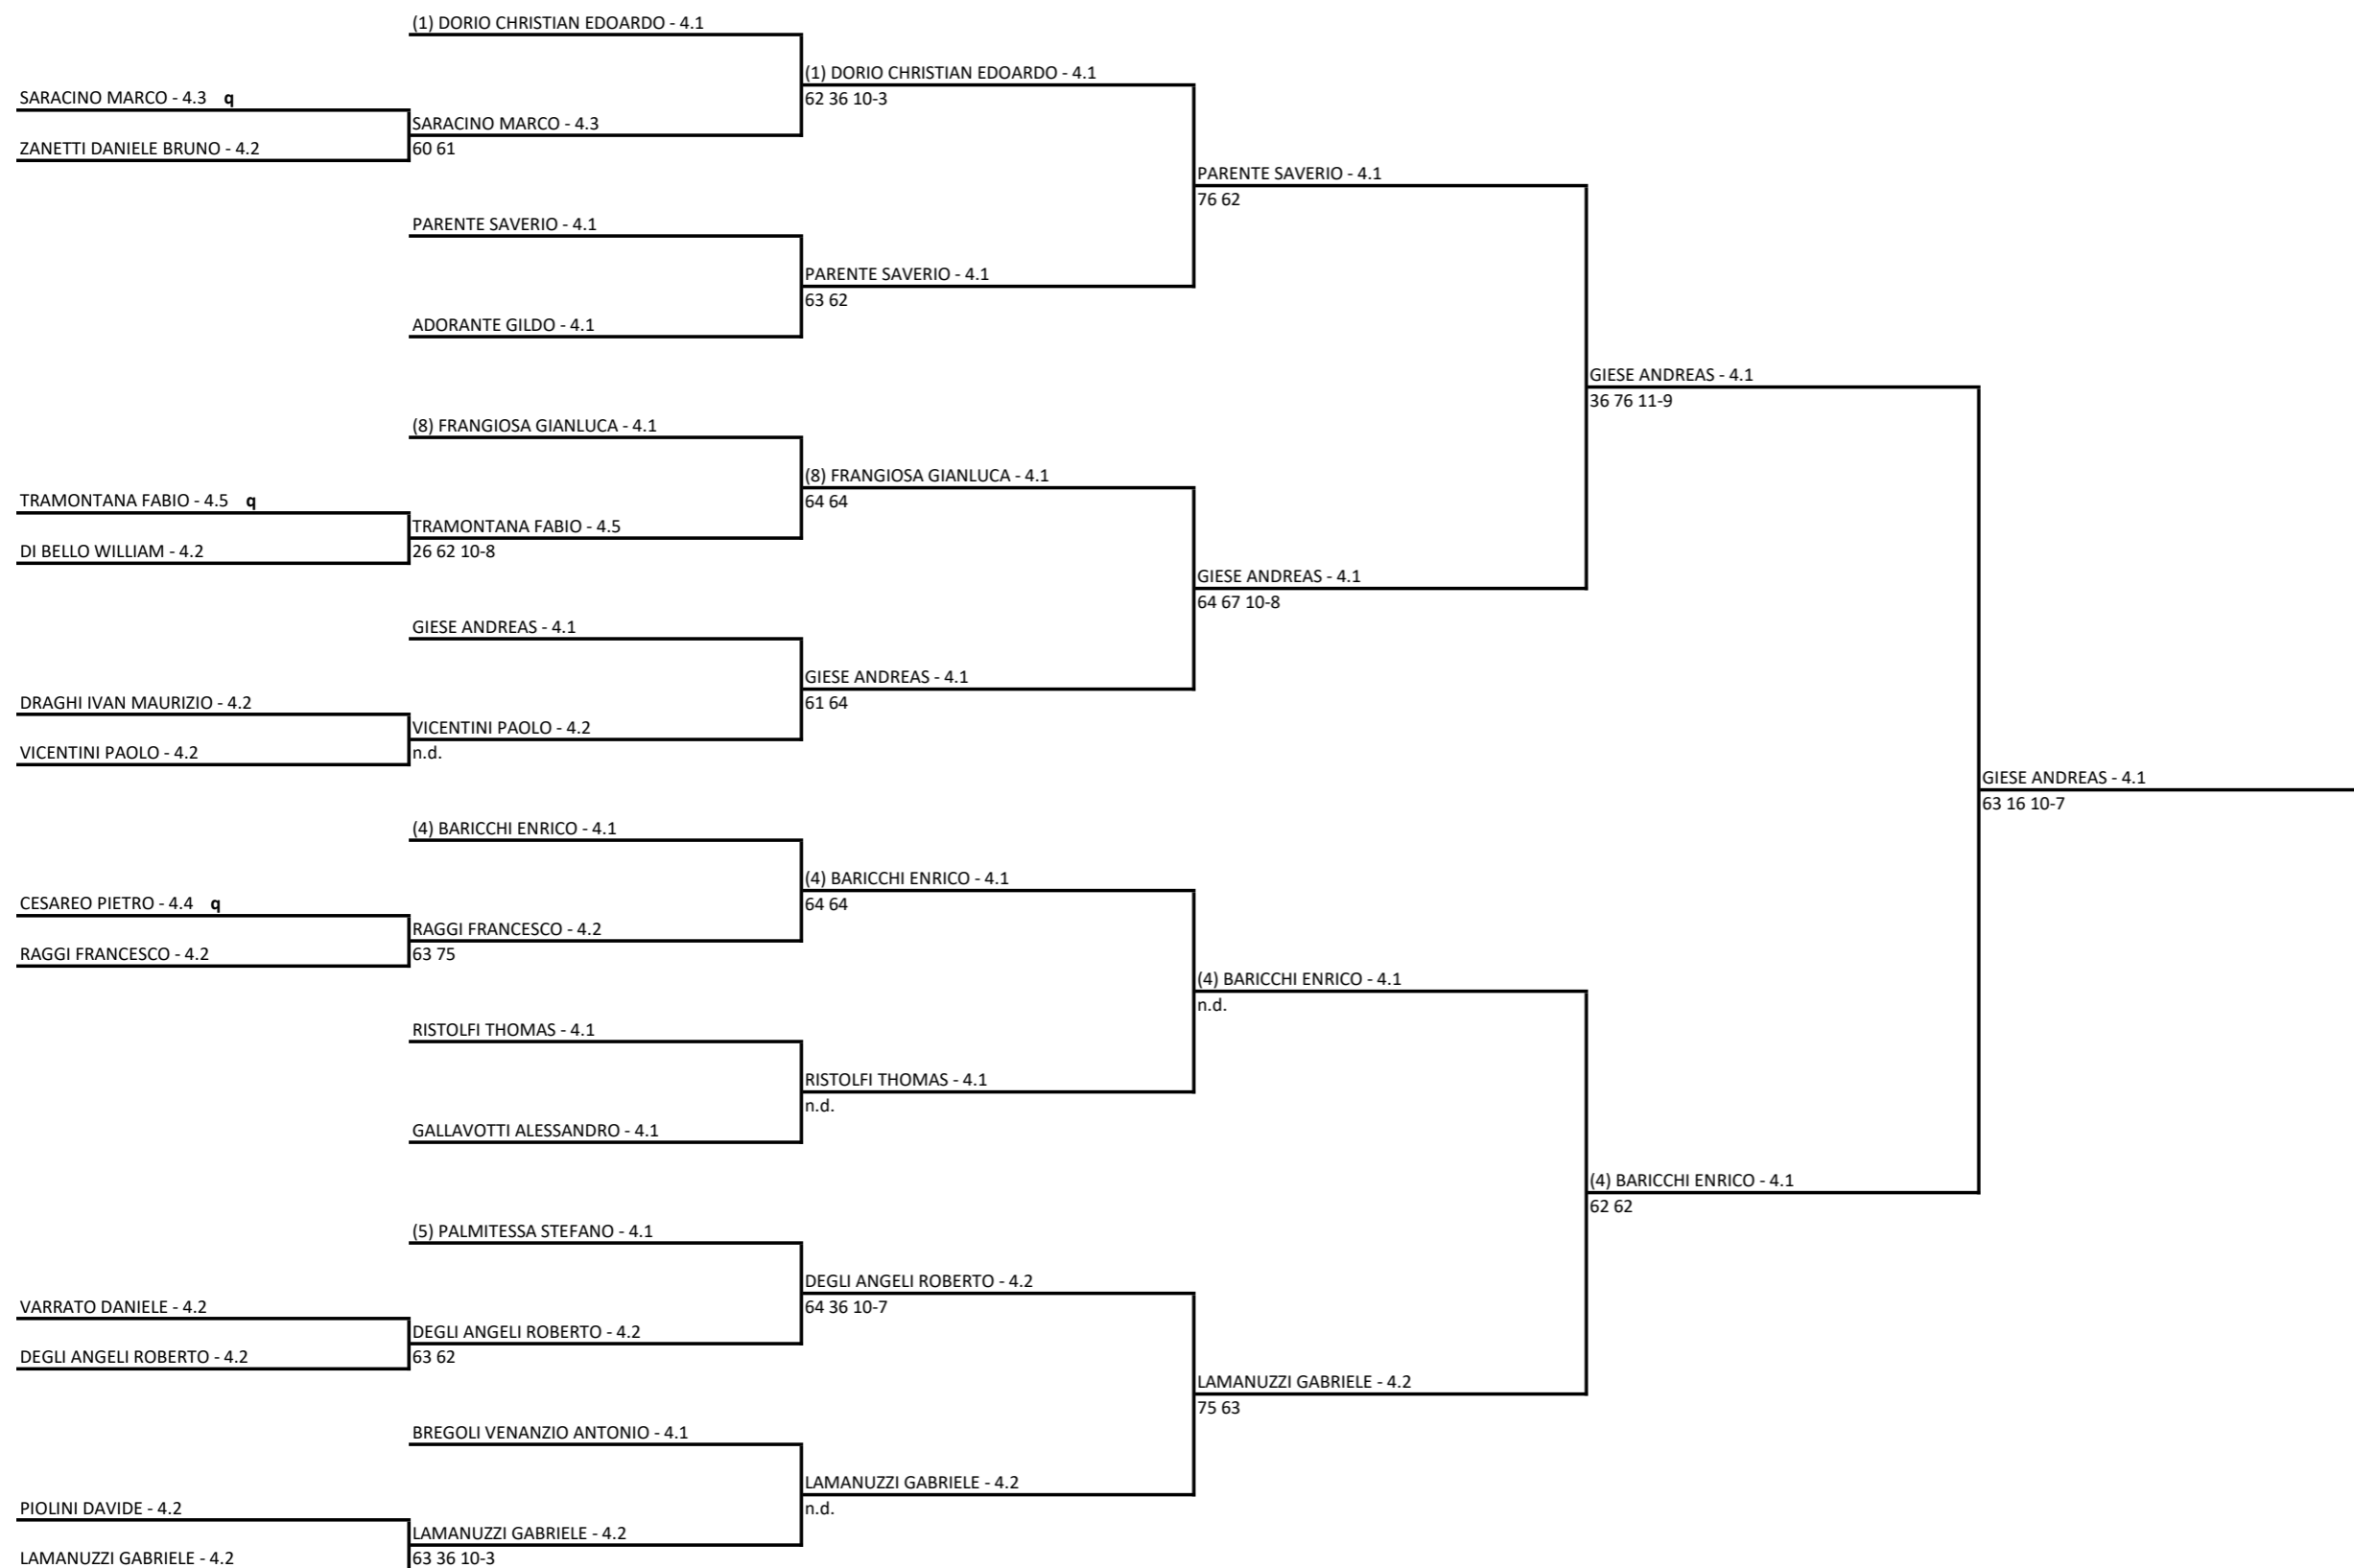 (1) DORIO CHRISTIAN EDOARDO - 4.1
(1) DORIO CHRISTIAN EDOARDO - 4.1
SARACINO MARCO - 4.3 q
62 36 10-3
SARACINO MARCO - 4.3
ZANETTI DANIELE BRUNO - 4.2
60 61
PARENTE SAVERIO - 4.1
76 62
PARENTE SAVERIO - 4.1
PARENTE SAVERIO - 4.1
63 62
ADORANTE GILDO - 4.1
GIESE ANDREAS - 4.1
36 76 11-9
(8) FRANGIOSA GIANLUCA - 4.1
(8) FRANGIOSA GIANLUCA - 4.1
TRAMONTANA FABIO - 4.5 q
64 64
TRAMONTANA FABIO - 4.5
DI BELLO WILLIAM - 4.2
26 62 10-8
GIESE ANDREAS - 4.1
64 67 10-8
GIESE ANDREAS - 4.1
GIESE ANDREAS - 4.1
DRAGHI IVAN MAURIZIO - 4.2
61 64
VICENTINI PAOLO - 4.2
VICENTINI PAOLO - 4.2
n.d.
GIESE ANDREAS - 4.1
63 16 10-7
(4) BARICCHI ENRICO - 4.1
(4) BARICCHI ENRICO - 4.1
CESAREO PIETRO - 4.4 q
64 64
RAGGI FRANCESCO - 4.2
RAGGI FRANCESCO - 4.2
63 75
(4) BARICCHI ENRICO - 4.1
n.d.
RISTOLFI THOMAS - 4.1
RISTOLFI THOMAS - 4.1
n.d.
GALLAVOTTI ALESSANDRO - 4.1
(4) BARICCHI ENRICO - 4.1
62 62
(5) PALMITESSA STEFANO - 4.1
DEGLI ANGELI ROBERTO - 4.2
VARRATO DANIELE - 4.2
64 36 10-7
DEGLI ANGELI ROBERTO - 4.2
DEGLI ANGELI ROBERTO - 4.2
63 62
LAMANUZZI GABRIELE - 4.2
75 63
BREGOLI VENANZIO ANTONIO - 4.1
LAMANUZZI GABRIELE - 4.2
PIOLINI DAVIDE - 4.2
n.d.
LAMANUZZI GABRIELE - 4.2
LAMANUZZI GABRIELE - 4.2
63 36 10-3